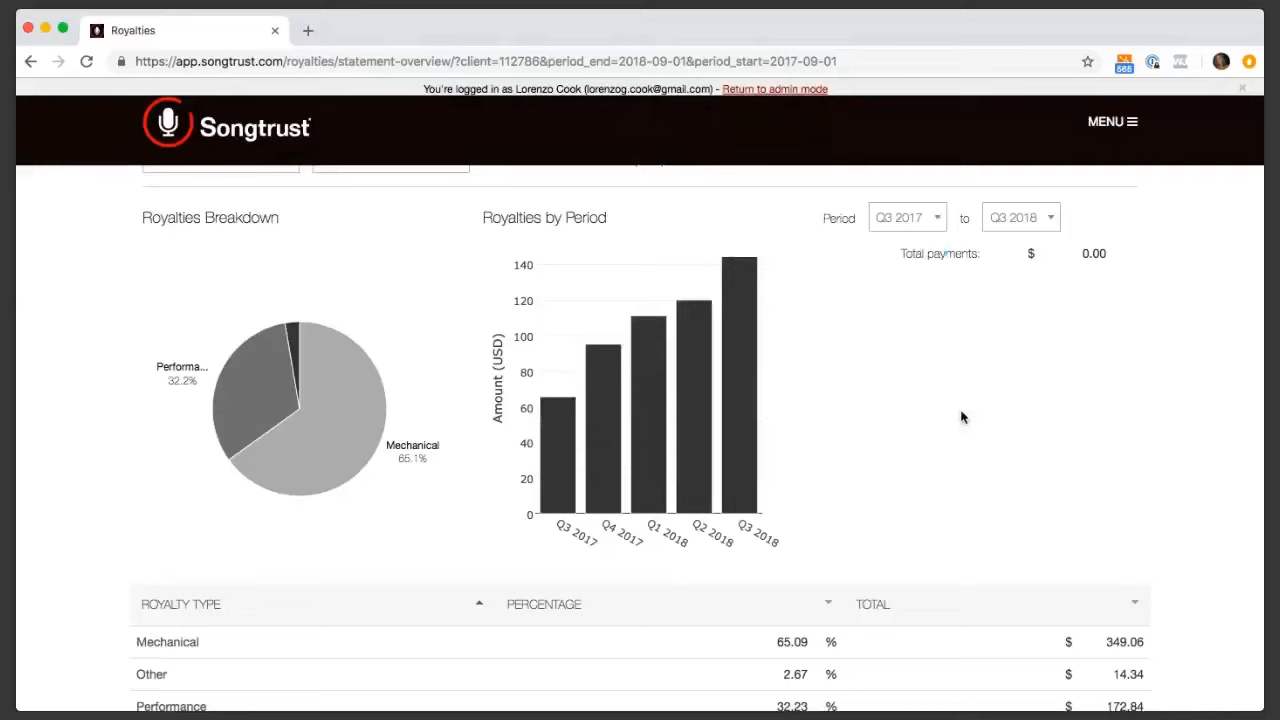 Royalties
https://app.songtrust.com/royalties/statement-overview/?client=112786&period_end=2018-09-01&period_start=2017-09-01
568
You're logged in as Lorenzo Cook (lorenzog.cook@gmail.com) - Return to admin mode
Songtrust
MENU
Royalties Breakdown
Royalties by Period
Period Q3 2017 to Q3 2018
Total payments: $ 0.00
Performa...
32.2%
Mechanical
65.1%
Amount (USD)
140
120
100
80
60
40
20
0
Q3 2017
Q4 2017
Q1 2018
Q2 2018
Q3 2018
ROYALTY TYPE PERCENTAGE TOTAL
Mechanical 65.09 % $ 349.06
Other 2.67 % $ 14.34
Performance 32.23 % $ 172.84